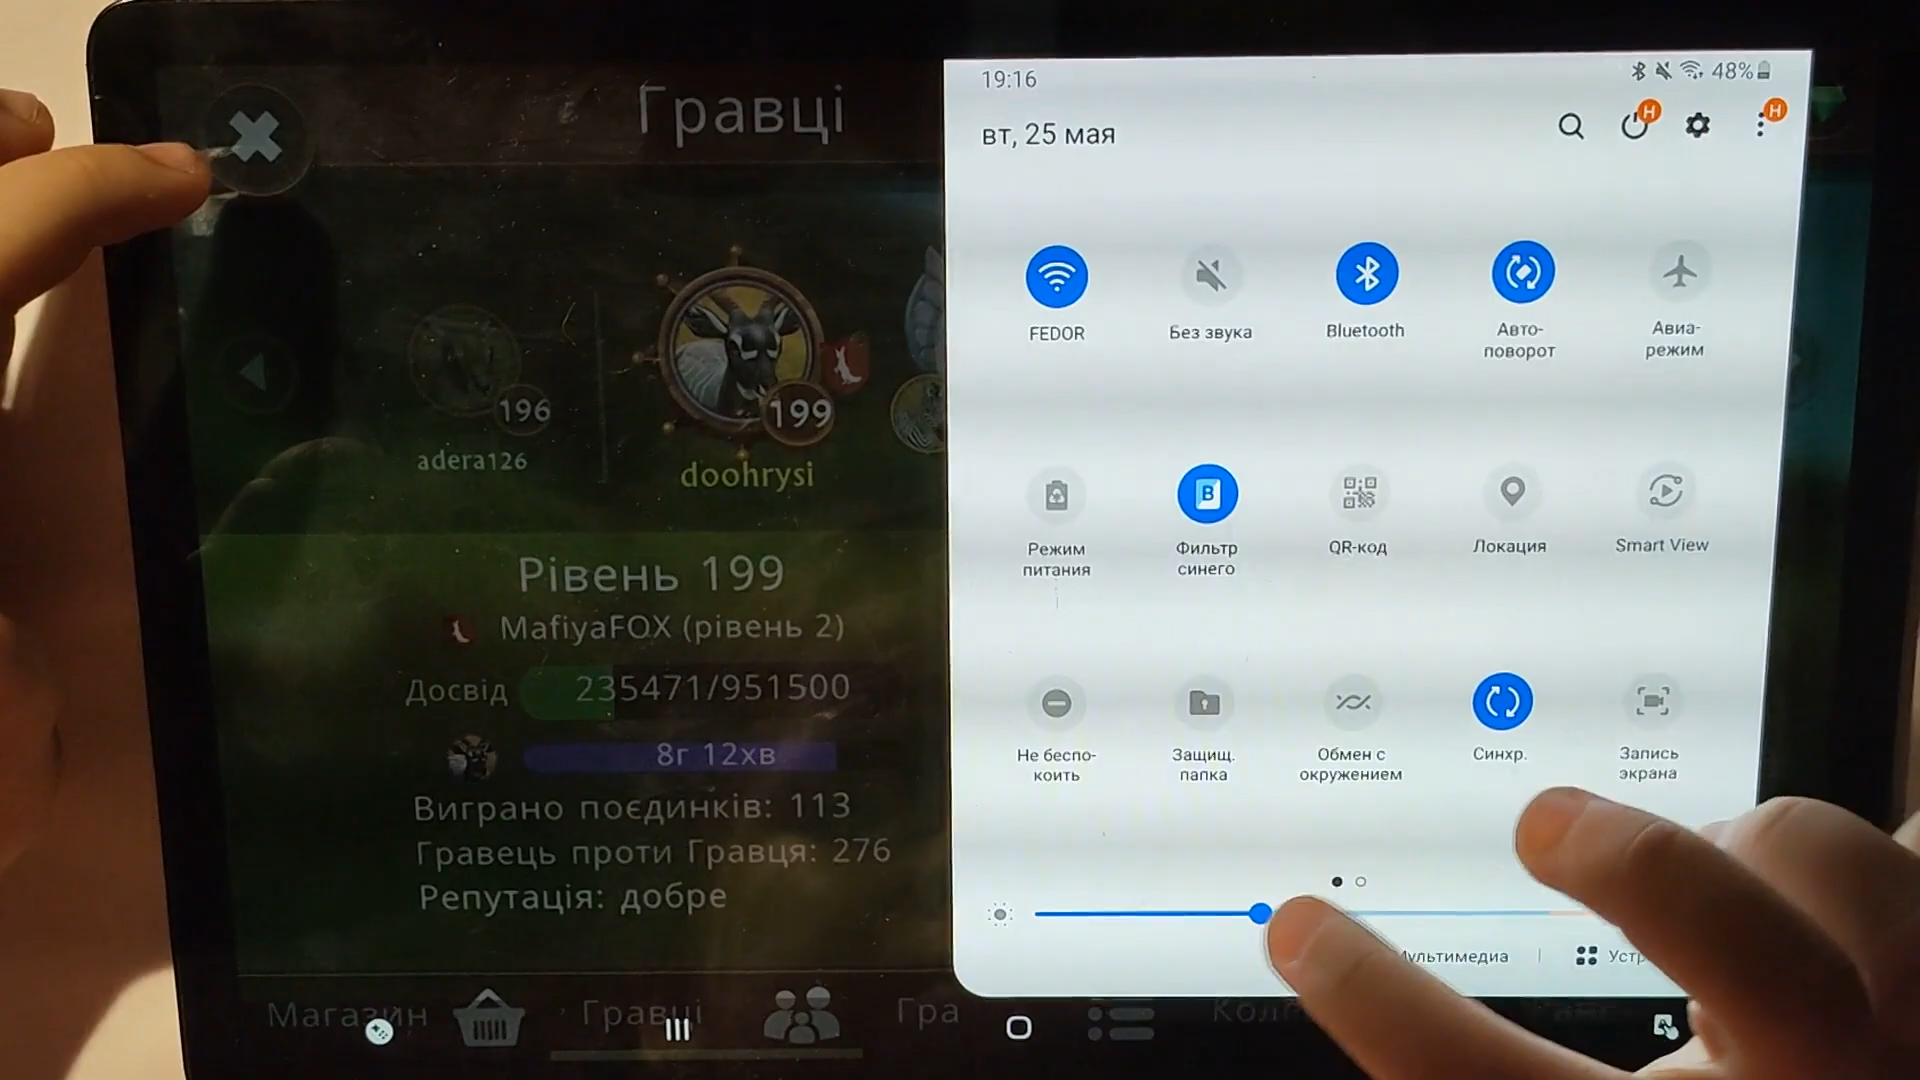 Гравці
196
adera126
199
doohrysi
Рівень 199
MafiyaFOX (рівень 2)
Досвід 235471/951500
8г 12хв
Виграно поєдинків: 113
Гравець проти Гравця: 276
Репутація: добре
Магазин
Гравці
Гра
19:16
48%
вт, 25 мая
H
H
FEDOR
Без звука
Bluetooth
Авто-
поворот
Авиа-
режим
Режим
питания
B
Фильтр
синего
QR-код
Локация
Smart View
Не беспо-
коить
Защищ.
папка
Обмен с
окружением
Синхр.
Запись
экрана
Мультимедиа